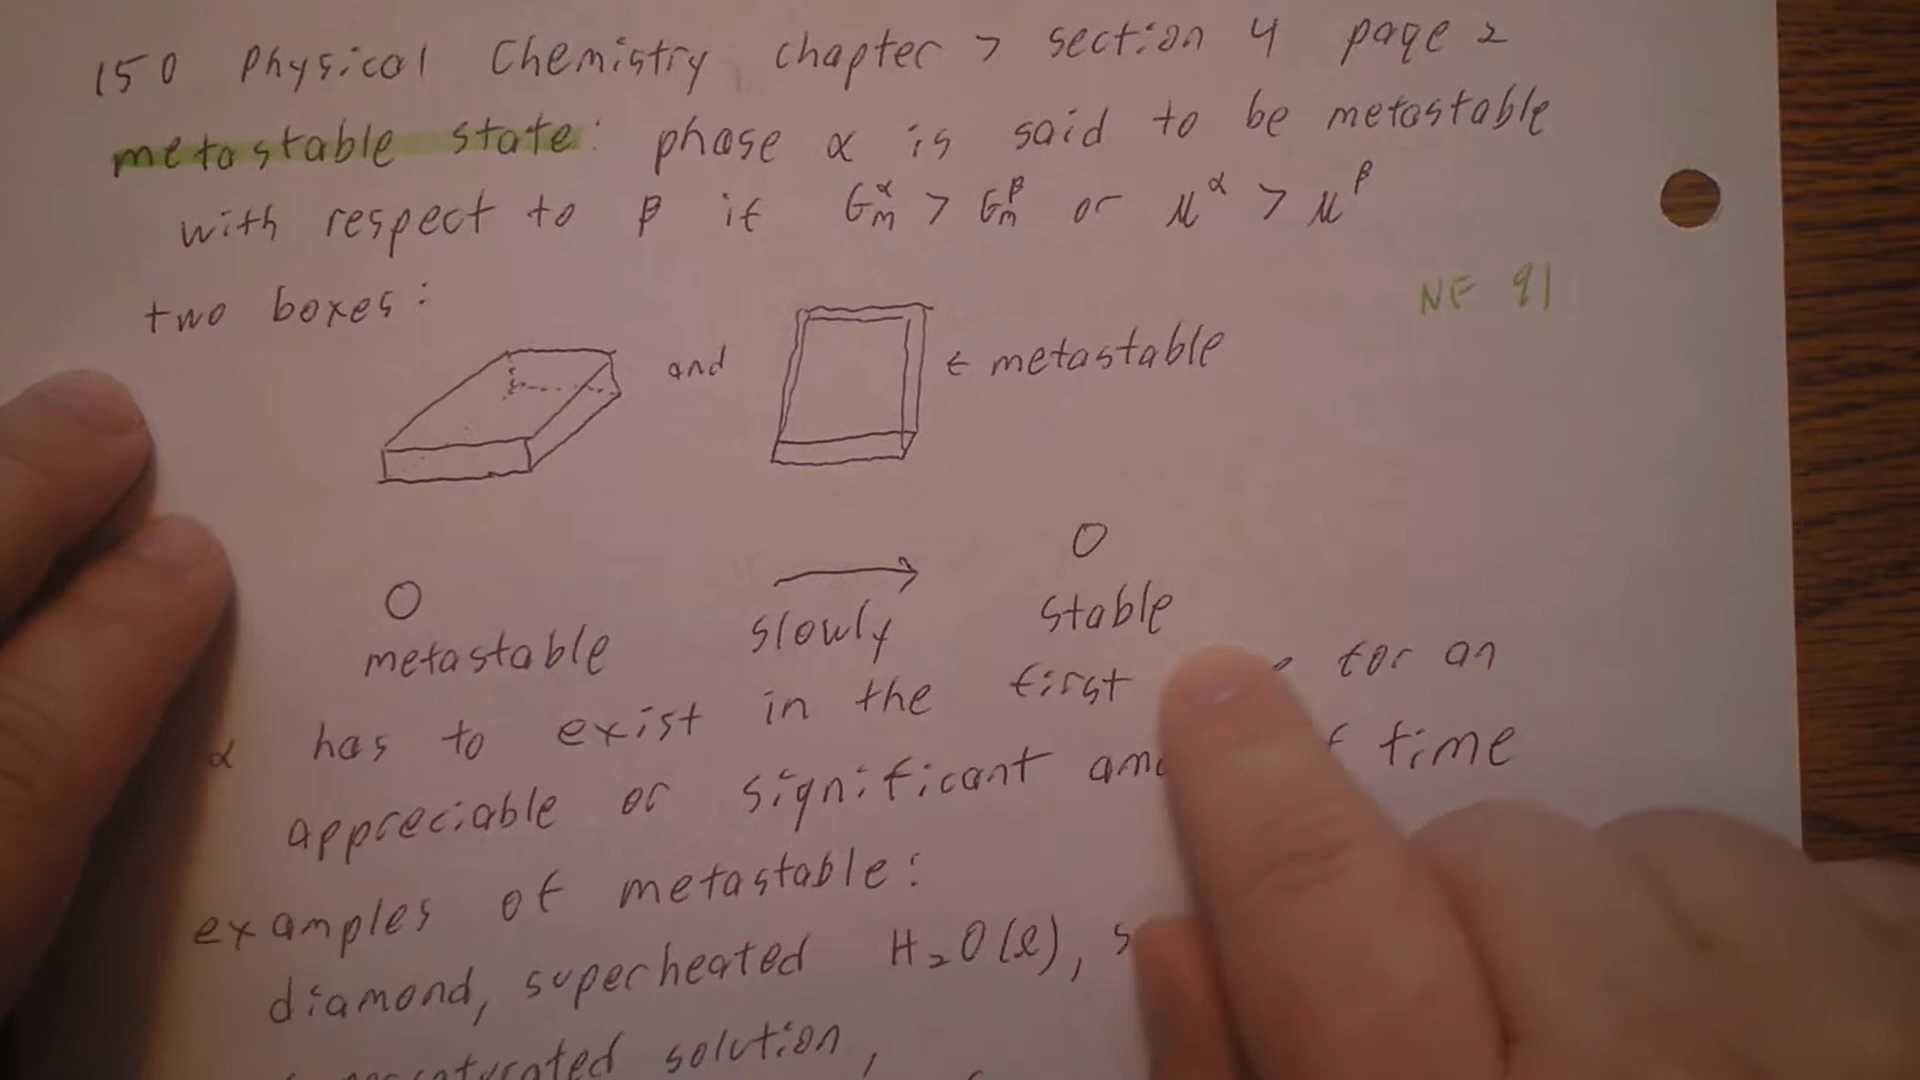 150 Physical Chemistry chapter 7 section 4 page 2
metastable state: phase α is said to be metastable
with respect to β if Gₘ^α > Gₘ^β or μ^α > μ^β
NF 91
two boxes:
and ← metastable
metastable slowly → stable
α has to exist in the first for an
appreciable or significant time
examples of metastable:
diamond, superheated H₂O(l),
solution,